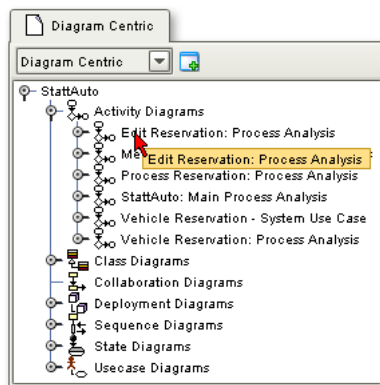 Diagram Centric
Diagram Centric
StattAuto
Activity Diagrams
Edit Reservation: Process Analysis
Me
Edit Reservation: Process Analysis
Process Reservation: Process Analysis
StattAuto: Main Process Analysis
Vehicle Reservation - System Use Case
Vehicle Reservation: Process Analysis
Class Diagrams
Collaboration Diagrams
Deployment Diagrams
Sequence Diagrams
State Diagrams
Usecase Diagrams